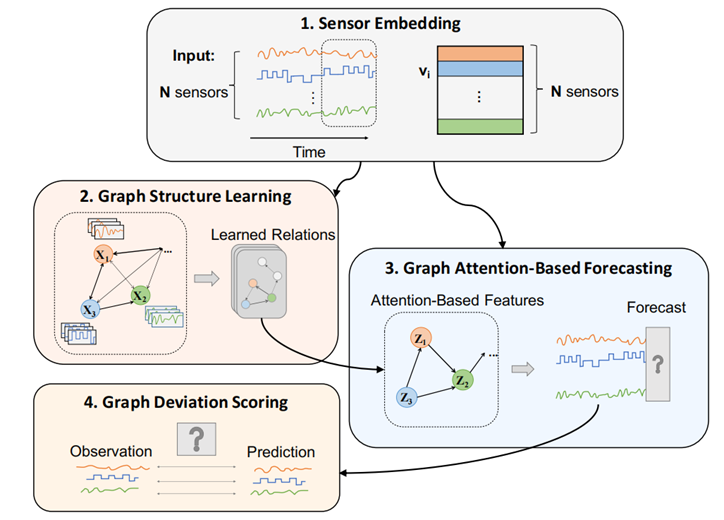 1. Sensor Embedding
Input:
N sensors
Time
vi
N sensors
2. Graph Structure Learning
Learned Relations
X1
...
X2
X3
3. Graph Attention-Based Forecasting
Attention-Based Features
Forecast
Z1
...
Z2
Z3
?
4. Graph Deviation Scoring
?
Observation
Prediction